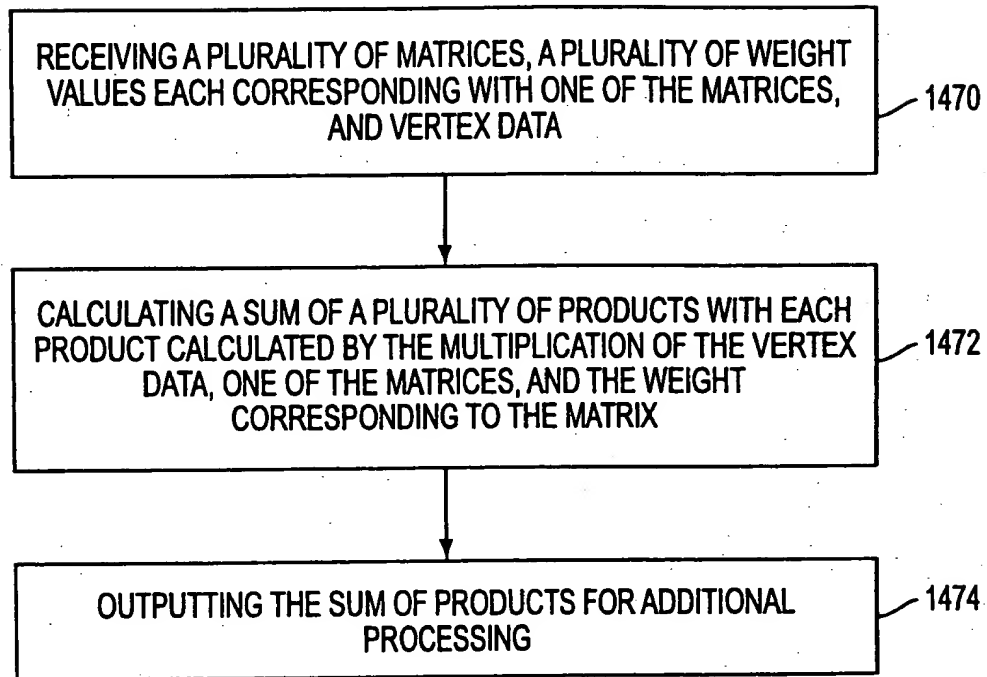 RECEIVING A PLURALITY OF MATRICES, A PLURALITY OF WEIGHT
VALUES EACH CORRESPONDING WITH ONE OF THE MATRICES,
AND VERTEX DATA
1470
CALCULATING A SUM OF A PLURALITY OF PRODUCTS WITH EACH
PRODUCT CALCULATED BY THE MULTIPLICATION OF THE VERTEX
DATA, ONE OF THE MATRICES, AND THE WEIGHT
CORRESPONDING TO THE MATRIX
1472
OUTPUTTING THE SUM OF PRODUCTS FOR ADDITIONAL
PROCESSING
1474